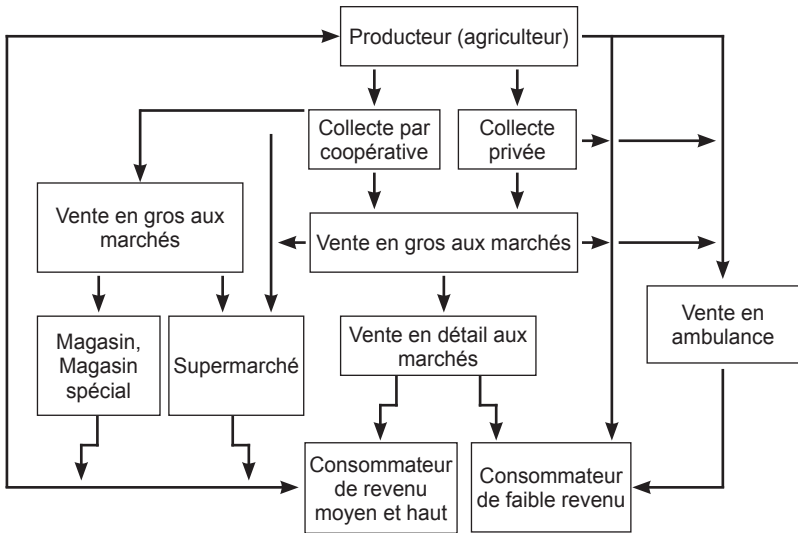 Producteur (agriculteur)
Collecte par
coopérative
Collecte
privée
Vente en gros aux
marchés
Vente en gros aux marchés
Magasin,
Magasin
spécial
Supermarché
Vente en détail aux
marchés
Vente en
ambulance
Consommateur
de revenu
moyen et haut
Consommateur
de faible revenu